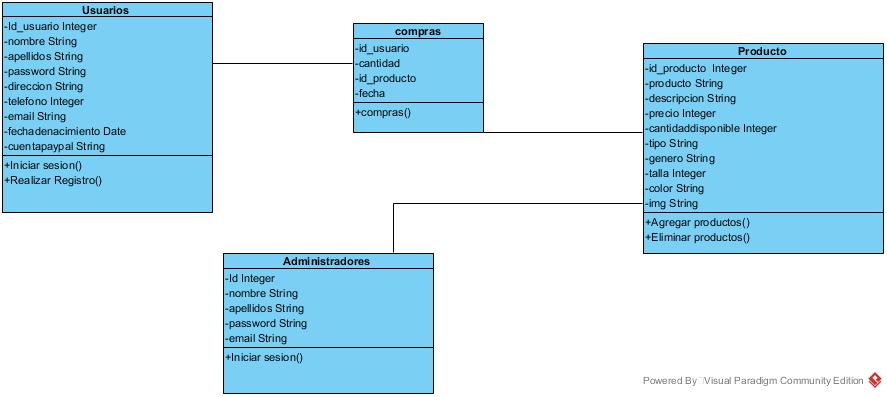 Usuarios
-Id_usuario Integer
-nombre String
-apellidos String
-password String
-direccion String
-telefono Integer
-email String
-fechadenacimiento Date
-cuentapaypal String
+Iniciar sesion()
+Realizar Registro()
compras
-id_usuario
-cantidad
-id_producto
-fecha
+compras()
Producto
-id_producto Integer
-producto String
-descripcion String
-precio Integer
-cantidaddisponible Integer
-tipo String
-genero String
-talla Integer
-color String
-img String
+Agregar productos()
+Eliminar productos()
Administradores
-Id Integer
-nombre String
-apellidos String
-password String
-email String
+Iniciar sesion()
Powered By Visual Paradigm Community Edition